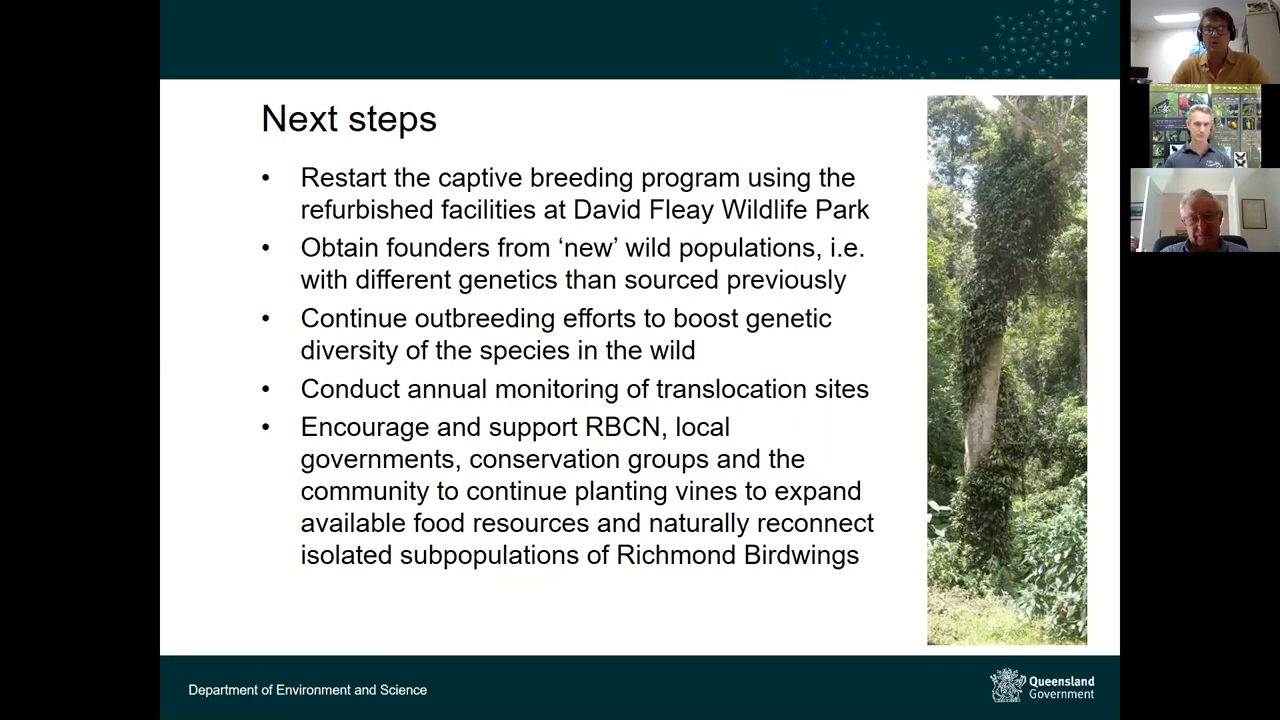 Next steps
• Restart the captive breeding program using the
refurbished facilities at David Fleay Wildlife Park
• Obtain founders from ‘new’ wild populations, i.e.
with different genetics than sourced previously
• Continue outbreeding efforts to boost genetic
diversity of the species in the wild
• Conduct annual monitoring of translocation sites
• Encourage and support RBCN, local
governments, conservation groups and the
community to continue planting vines to expand
available food resources and naturally reconnect
isolated subpopulations of Richmond Birdwings
Department of Environment and Science
Queensland
Government